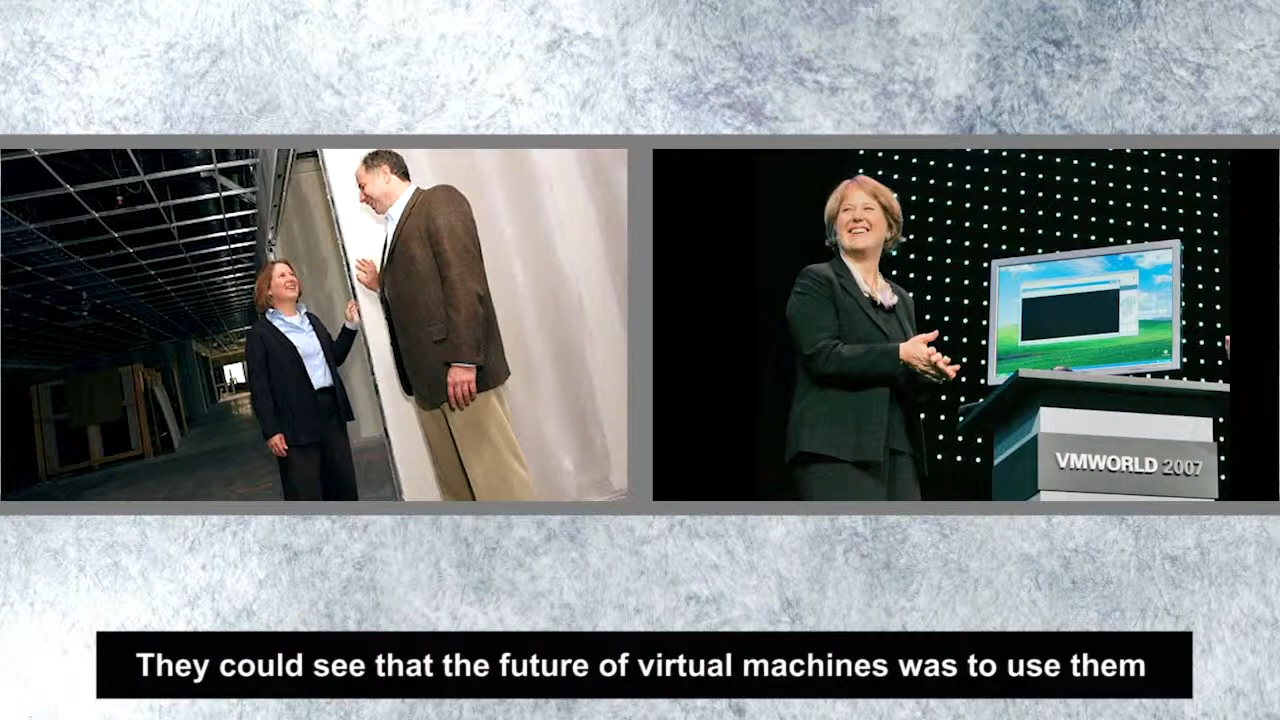 VMWORLD 2007
They could see that the future of virtual machines was to use them